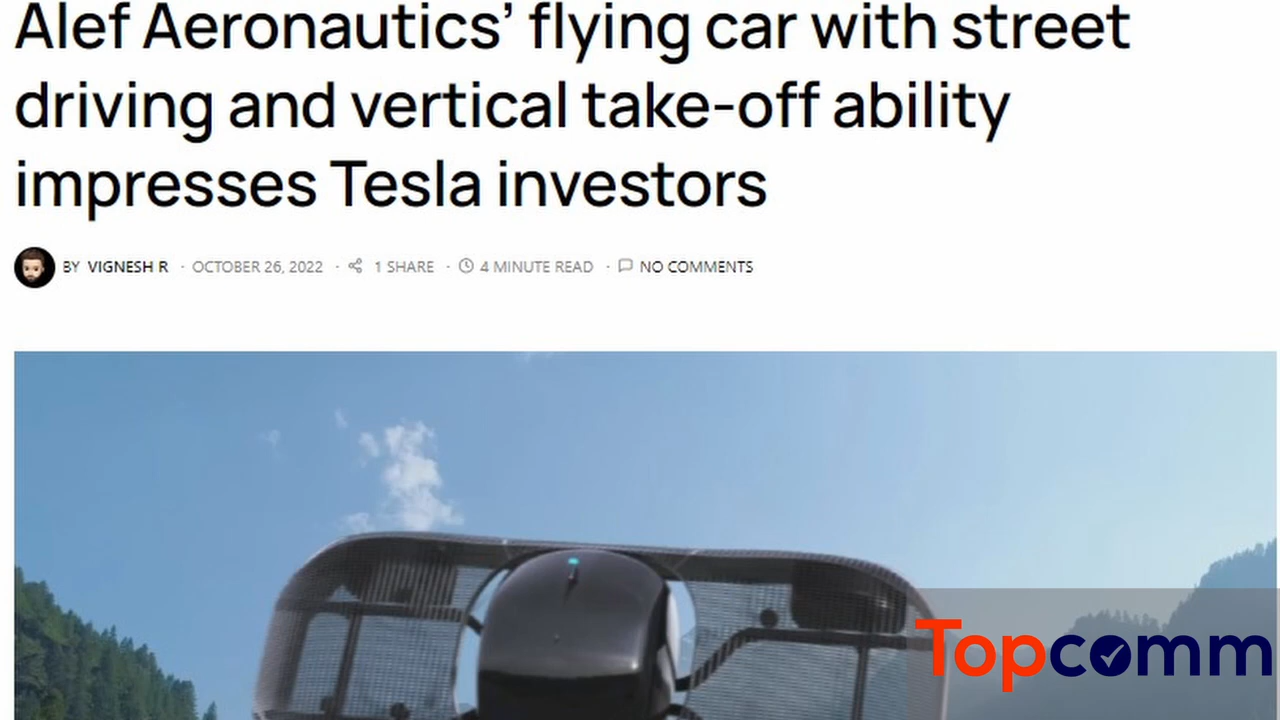 Alef Aeronautics’ flying car with street
driving and vertical take-off ability
impresses Tesla investors
BY VIGNESH R · OCTOBER 26, 2022 · 1 SHARE · 4 MINUTE READ · NO COMMENTS
Topcomm